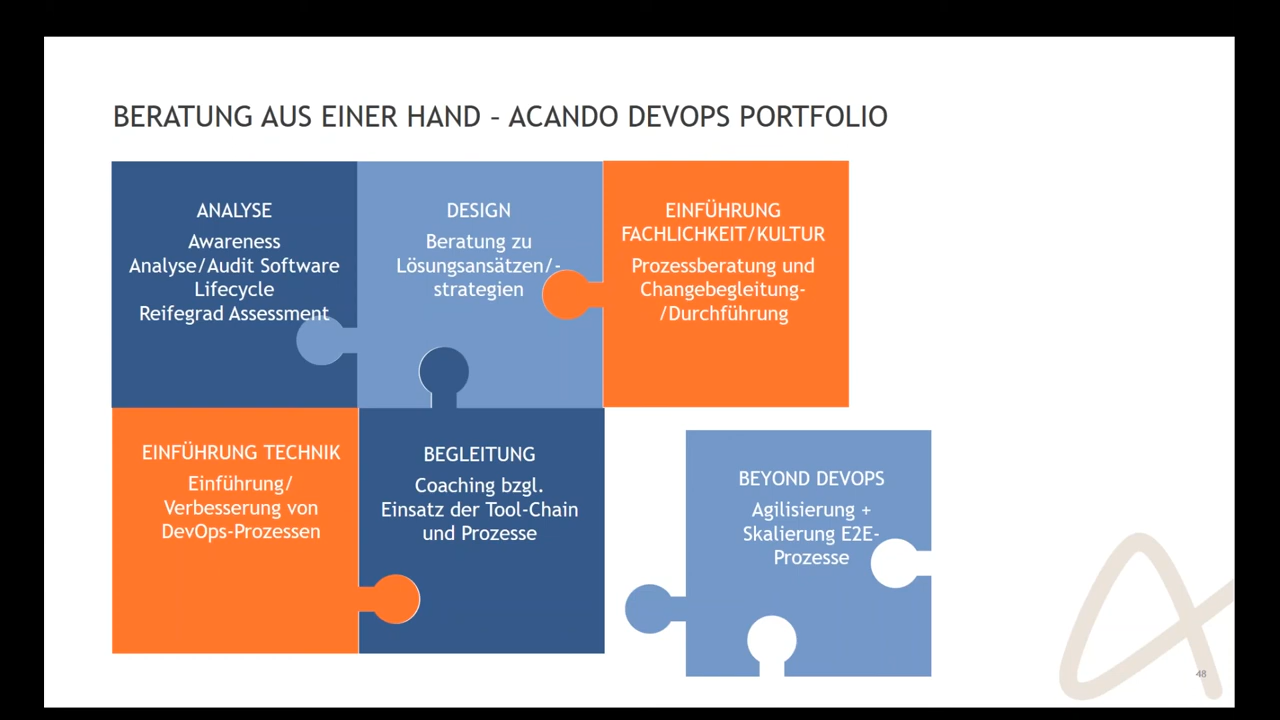 BERATUNG AUS EINER HAND – ACANDO DEVOPS PORTFOLIO
ANALYSE
Awareness
Analyse/Audit Software
Lifecycle
Reifegrad Assessment
DESIGN
Beratung zu
Lösungsansätzen/-
strategien
EINFÜHRUNG
FACHLICHKEIT/KULTUR
Prozessberatung und
Changebegleitung-
/Durchführung
EINFÜHRUNG TECHNIK
Einführung/
Verbesserung von
DevOps-Prozessen
BEGLEITUNG
Coaching bzgl.
Einsatz der Tool-Chain
und Prozesse
BEYOND DEVOPS
Agilisierung +
Skalierung E2E-
Prozesse
48